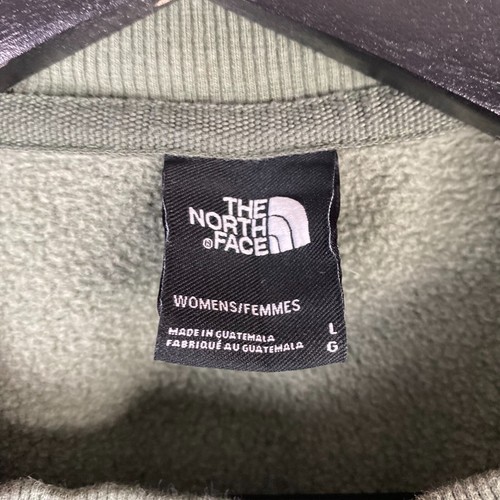 THE
NORTH
® FACE
WOMENS/FEMMES
MADE IN GUATEMALA L
FABRIQUÉ AU GUATEMALA G